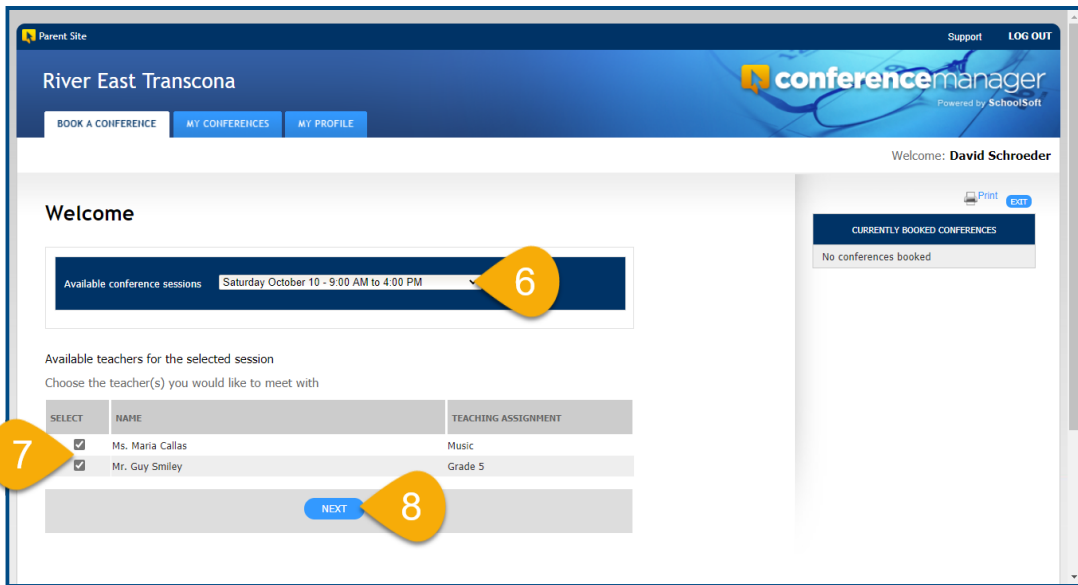 Parent Site
Support LOG OUT
River East Transcona
conferencemanager
Powered by SchoolSoft
BOOK A CONFERENCE MY CONFERENCES MY PROFILE
Welcome: David Schroeder
Print EXIT
Welcome
CURRENTLY BOOKED CONFERENCES
No conferences booked
Available conference sessions Saturday October 10 - 9:00 AM to 4:00 PM 6
Available teachers for the selected session
Choose the teacher(s) you would like to meet with
SELECT NAME TEACHING ASSIGNMENT
7
Ms. Maria Callas Music
Mr. Guy Smiley Grade 5
NEXT 8